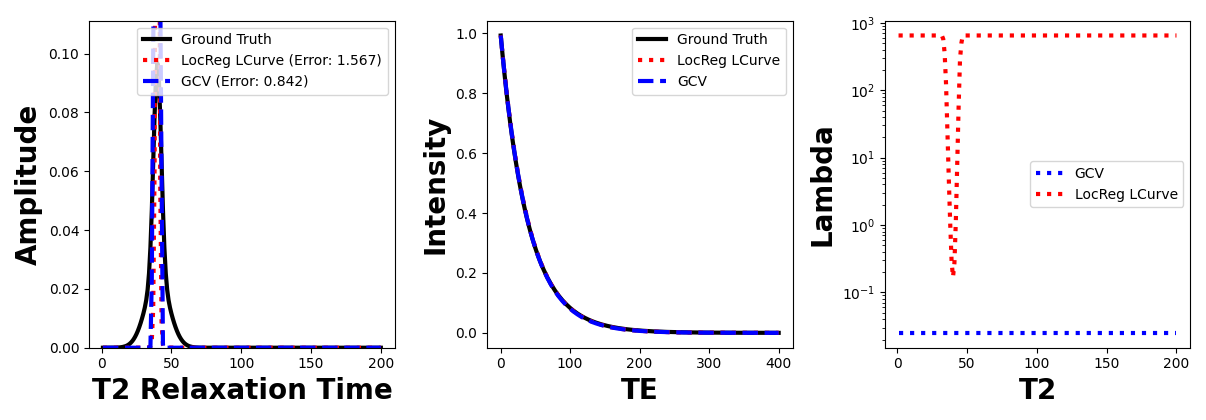 Amplitude
0.10
0.08
0.06
0.04
0.02
0.00
Ground Truth
LocReg LCurve (Error: 1.567)
GCV (Error: 0.842)
0 50 100 150 200
T2 Relaxation Time
Intensity
1.0
0.8
0.6
0.4
0.2
0.0
Ground Truth
LocReg LCurve
GCV
0 100 200 300 400
TE
Lambda
10³
10²
10¹
10⁰
10⁻¹
GCV
LocReg LCurve
0 50 100 150 200
T2